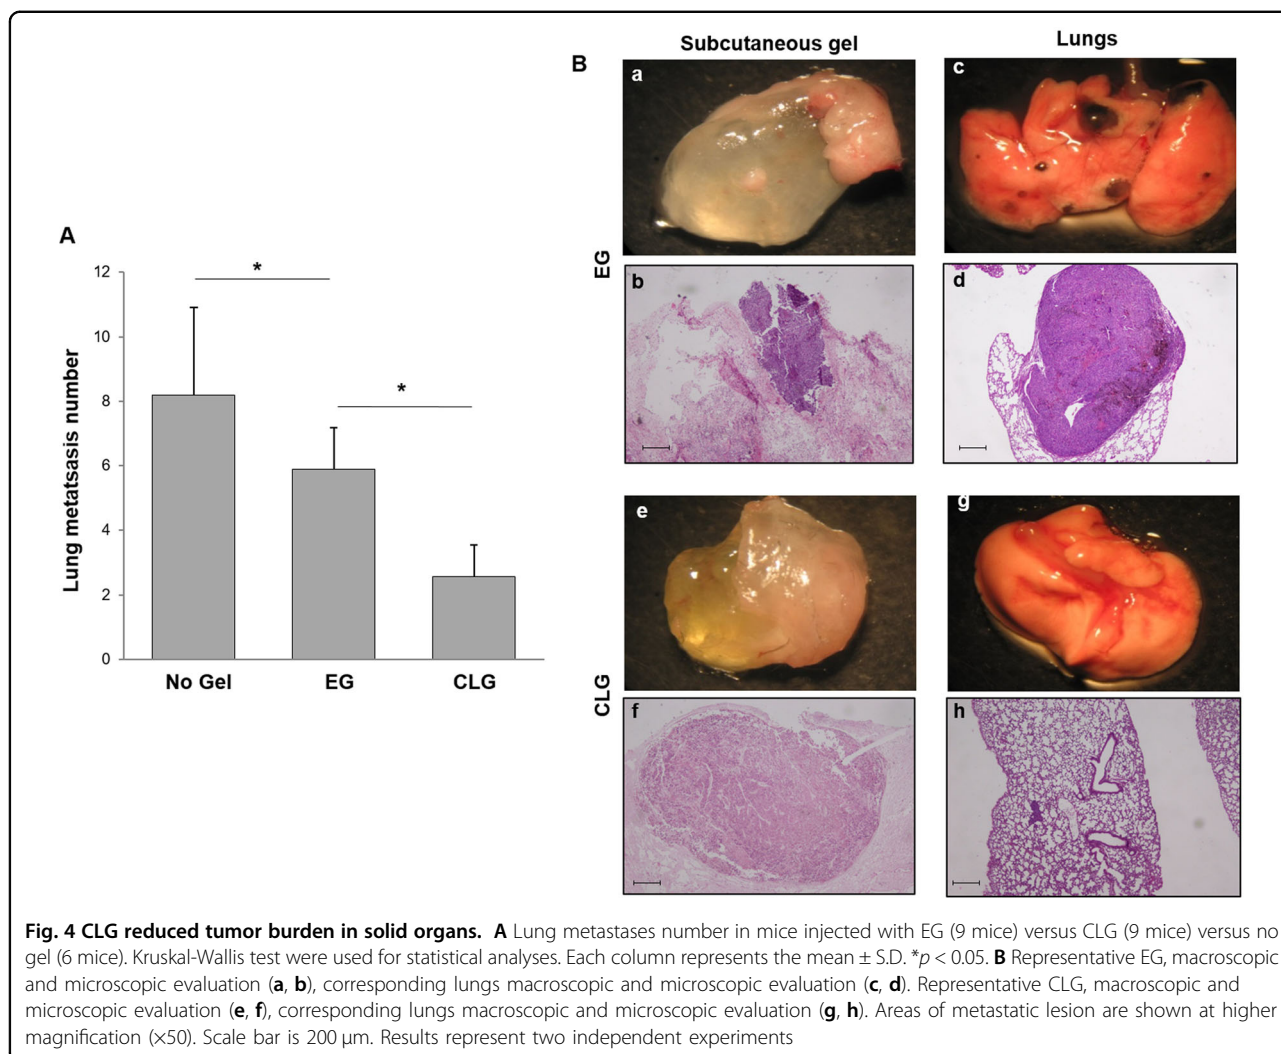 A
Lung metatsasis number
12
10
8
6
4
2
0
*
*
No Gel
EG
CLG
B
Subcutaneous gel
Lungs
EG
a
c
b
d
CLG
e
g
f
h
Fig. 4 CLG reduced tumor burden in solid organs. A Lung metastases number in mice injected with EG (9 mice) versus CLG (9 mice) versus no
gel (6 mice). Kruskal-Wallis test were used for statistical analyses. Each column represents the mean ± S.D. *p < 0.05. B Representative EG, macroscopic
and microscopic evaluation (a, b), corresponding lungs macroscopic and microscopic evaluation (c, d). Representative CLG, macroscopic and
microscopic evaluation (e, f), corresponding lungs macroscopic and microscopic evaluation (g, h). Areas of metastatic lesion are shown at higher
magnification (×50). Scale bar is 200 µm. Results represent two independent experiments